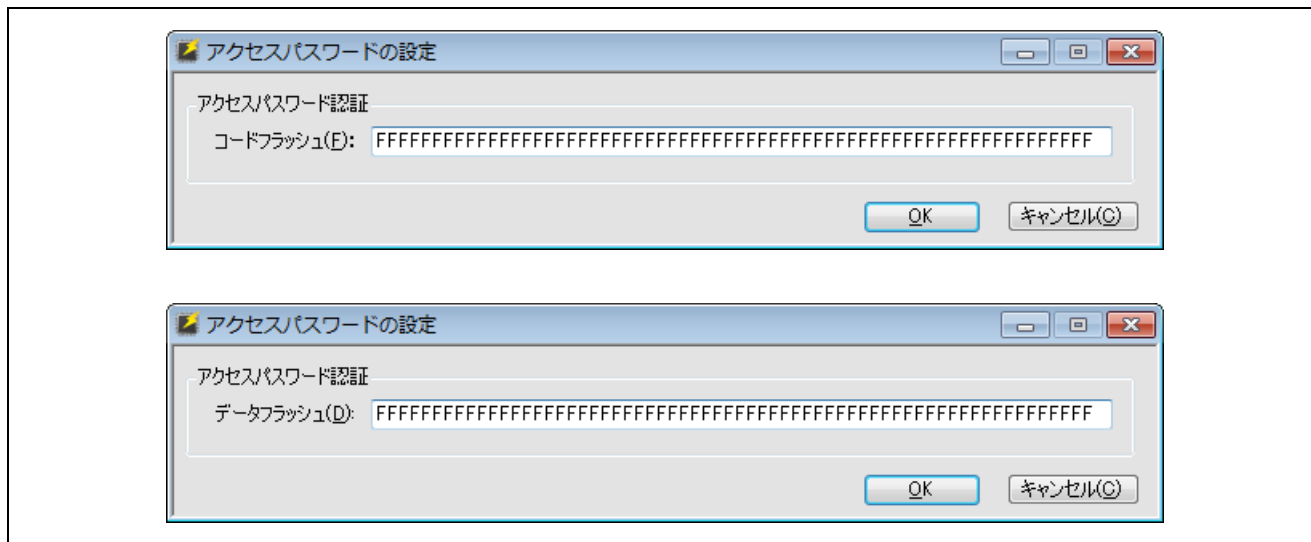 アクセスパスワードの設定
アクセスパスワード認証
コードフラッシュ(F): FFFFFFFFFFFFFFFFFFFFFFFFFFFFFFFFFFFFFFFFFFFFFFFFFFFFFFFFFFFFFFFF
OK キャンセル(C)
アクセスパスワードの設定
アクセスパスワード認証
データフラッシュ(D): FFFFFFFFFFFFFFFFFFFFFFFFFFFFFFFFFFFFFFFFFFFFFFFFFFFFFFFFFFFFFFFF
OK キャンセル(C)